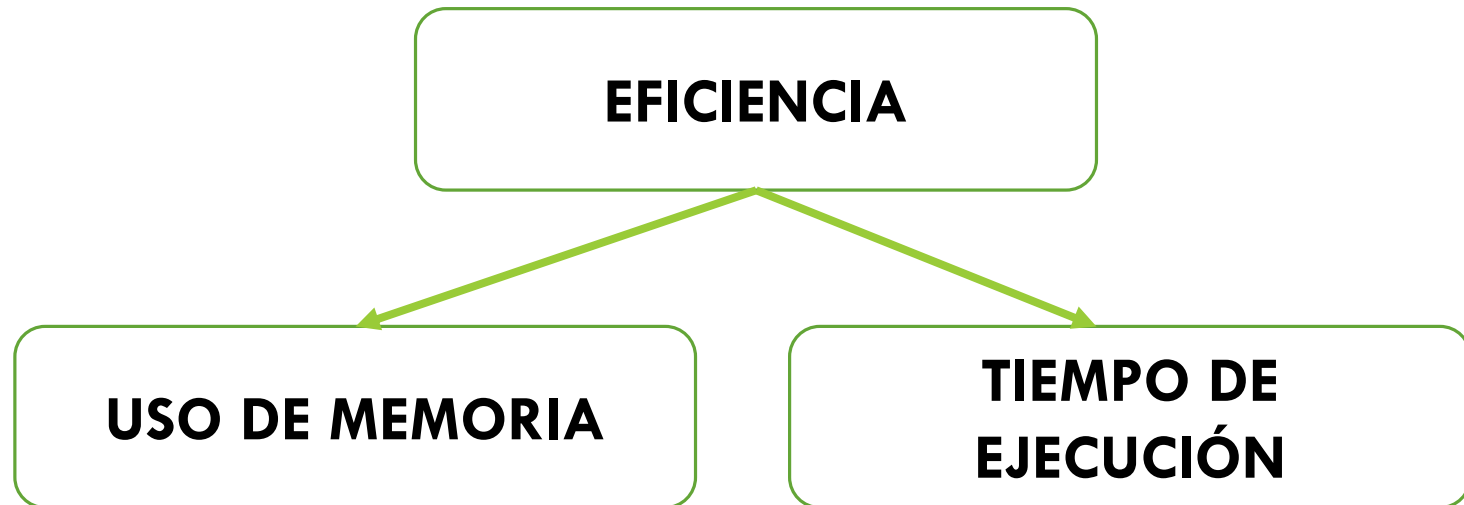 EFICIENCIA
USO DE MEMORIA
TIEMPO DE
EJECUCIÓN